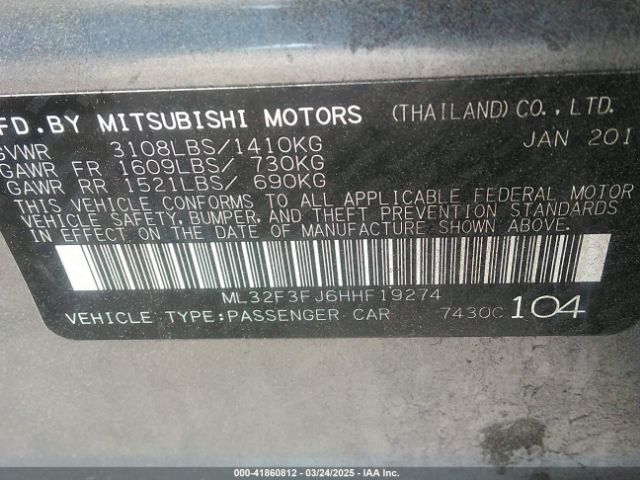 FD.BY MITSUBISHI MOTORS (THAILAND) CO., LTD.
GVWR 3108LBS/1410KG JAN 201
GAWR FR 1609LBS/ 730KG
GAWR RR 1521LBS/ 690KG
THIS VEHICLE CONFORMS TO ALL APPLICABLE FEDERAL MOTOR
VEHICLE SAFETY, BUMPER, AND THEFT PREVENTION STANDARDS
IN EFFECT ON THE DATE OF MANUFACTURE SHOWN ABOVE.
ML32F3FJ6HHF19274
VEHICLE TYPE:PASSENGER CAR 7430C 104
000-41860812 - 03/24/2025 - IAA Inc.